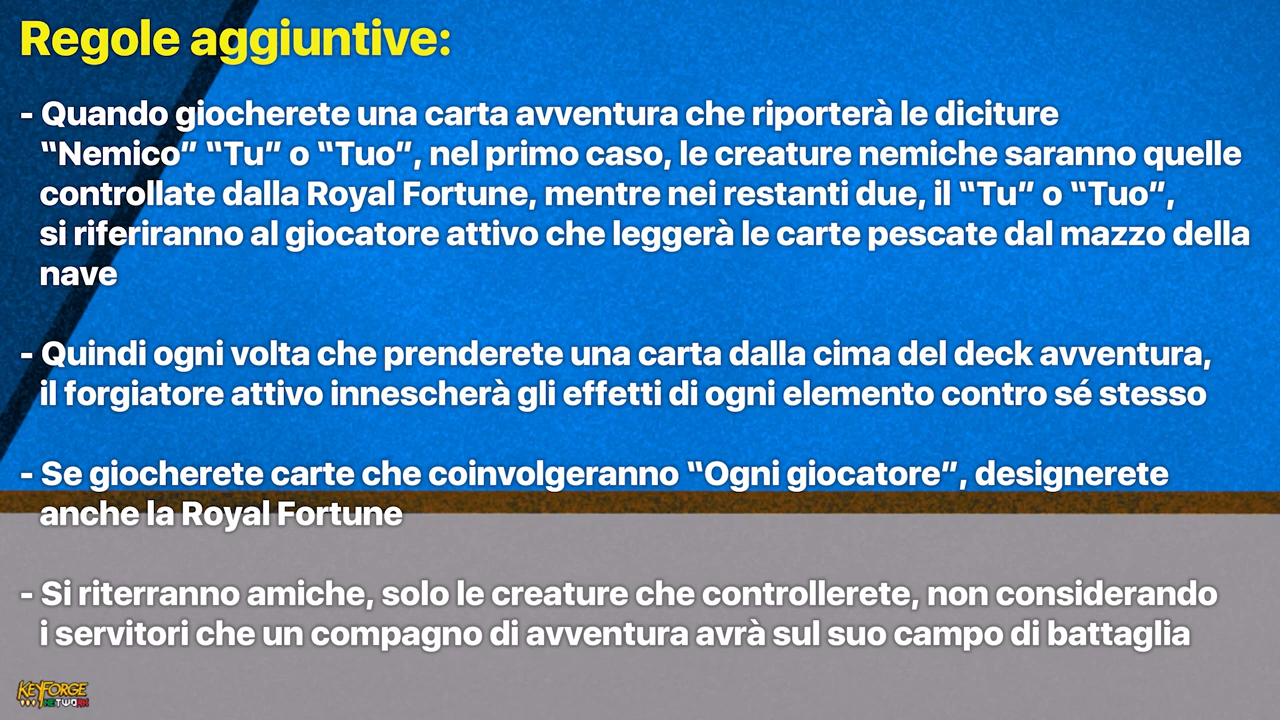 Regole aggiuntive:
- Quando giocherete una carta avventura che riporterà le diciture
“Nemico” “Tu” o “Tuo”, nel primo caso, le creature nemiche saranno quelle
controllate dalla Royal Fortune, mentre nei restanti due, il “Tu” o “Tuo”,
si riferiranno al giocatore attivo che leggerà le carte pescate dal mazzo della
nave
- Quindi ogni volta che prenderete una carta dalla cima del deck avventura,
il forgiatore attivo innescherà gli effetti di ogni elemento contro sé stesso
- Se giocherete carte che coinvolgeranno “Ogni giocatore”, designerete
anche la Royal Fortune
- Si riterranno amiche, solo le creature che controllerete, non considerando
i servitori che un compagno di avventura avrà sul suo campo di battaglia
KEYFORGE
NETWORK